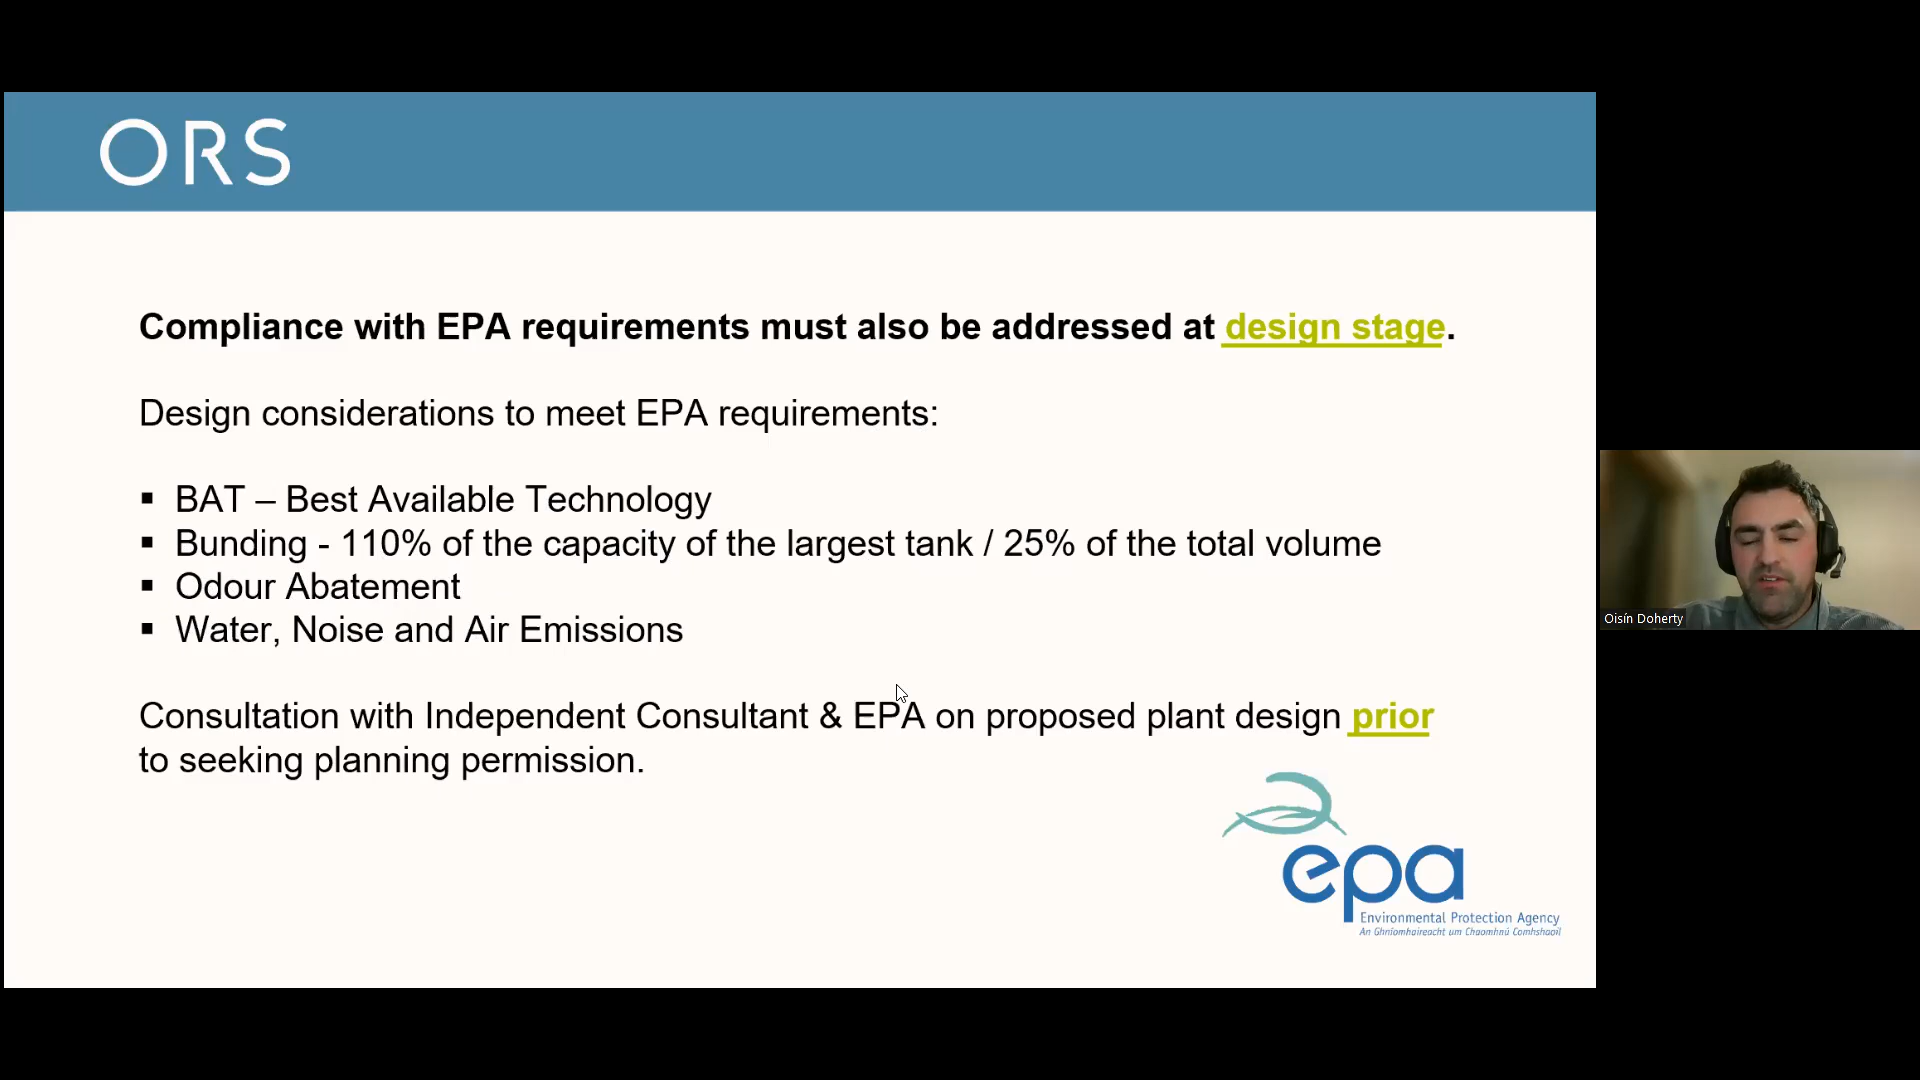 ORS
Compliance with EPA requirements must also be addressed at design stage.
Design considerations to meet EPA requirements:
▪ BAT – Best Available Technology
▪ Bunding - 110% of the capacity of the largest tank / 25% of the total volume
▪ Odour Abatement
▪ Water, Noise and Air Emissions
Consultation with Independent Consultant & EPA on proposed plant design prior
to seeking planning permission.
epa
Environmental Protection Agency
An Ghníomhaireacht um Chaomhnú Comhshaoil
Oisín Doherty